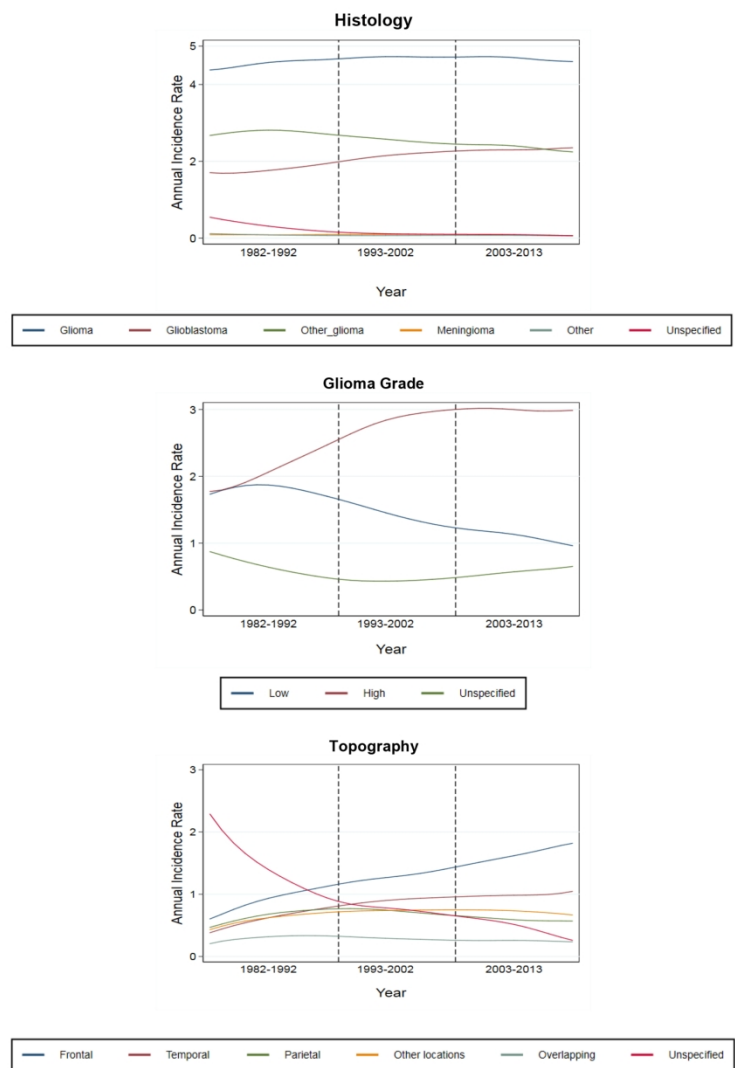 Histology
Annual Incidence Rate
5
4
2
0
1982-1992 1993-2002 2003-2013
Year
Glioma Glioblastoma Other_glioma Meningioma Other Unspecified
Glioma Grade
Annual Incidence Rate
3
2
1
0
1982-1992 1993-2002 2003-2013
Year
Low High Unspecified
Topography
Annual Incidence Rate
3
2
1
0
1982-1992 1993-2002 2003-2013
Year
Frontal Temporal Parietal Other locations Overlapping Unspecified